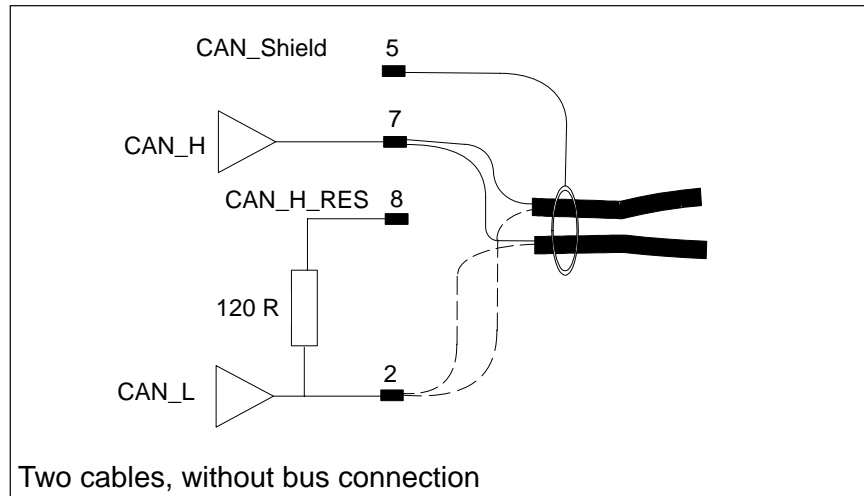 CAN_Shield 5
7
CAN_H
CAN_H_RES 8
120 R
2
CAN_L
Two cables, without bus connection